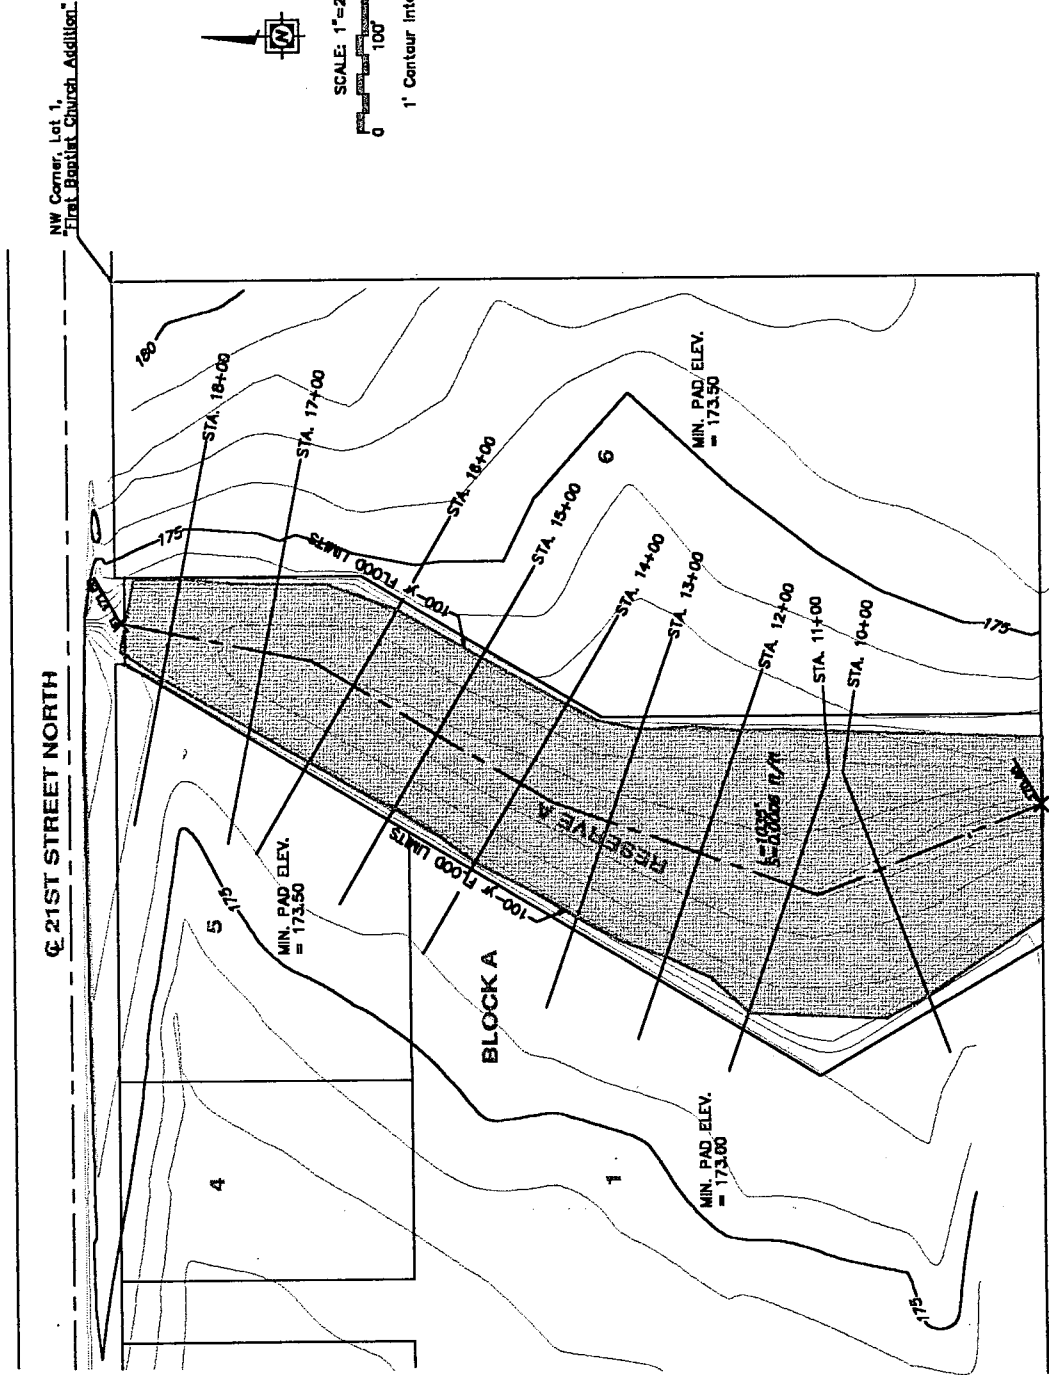 NW Corner, Lot 1,
"First Baptist Church Addition"
N
SCALE: 1"=2
0 100'
1' Contour Inte
℄ 21ST STREET NORTH
180
STA. 18+00
STA. 17+00
STA. 16+00
STA. 15+00
STA. 14+00
STA. 13+00
STA. 12+00
STA. 11+00
STA. 10+00
175
100-Yr FLOOD LIMITS
MIN. PAD ELEV.
= 173.50
6
175
RESERVE A
100-Yr FLOOD LIMITS
5
175
MIN. PAD ELEV.
= 173.50
BLOCK A
4
1
MIN. PAD ELEV.
= 173.00
175